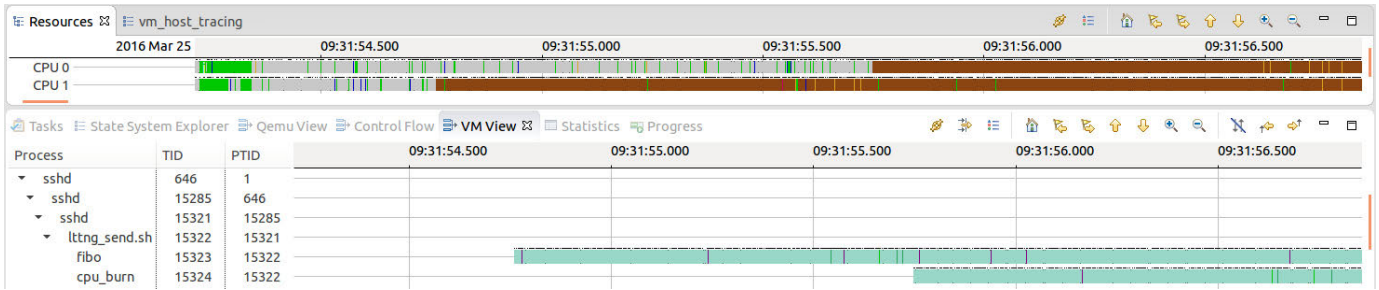 Resources vm_host_tracing
2016 Mar 25 09:31:54.500 09:31:55.000 09:31:55.500 09:31:56.000 09:31:56.500
CPU 0
CPU 1
Tasks State System Explorer Qemu View Control Flow VM View Statistics Progress
Process TID PTID 09:31:54.500 09:31:55.000 09:31:55.500 09:31:56.000 09:31:56.500
sshd 646 1
sshd 15285 646
sshd 15321 15285
lttng_send.sh 15322 15321
fibo 15323 15322
cpu_burn 15324 15322